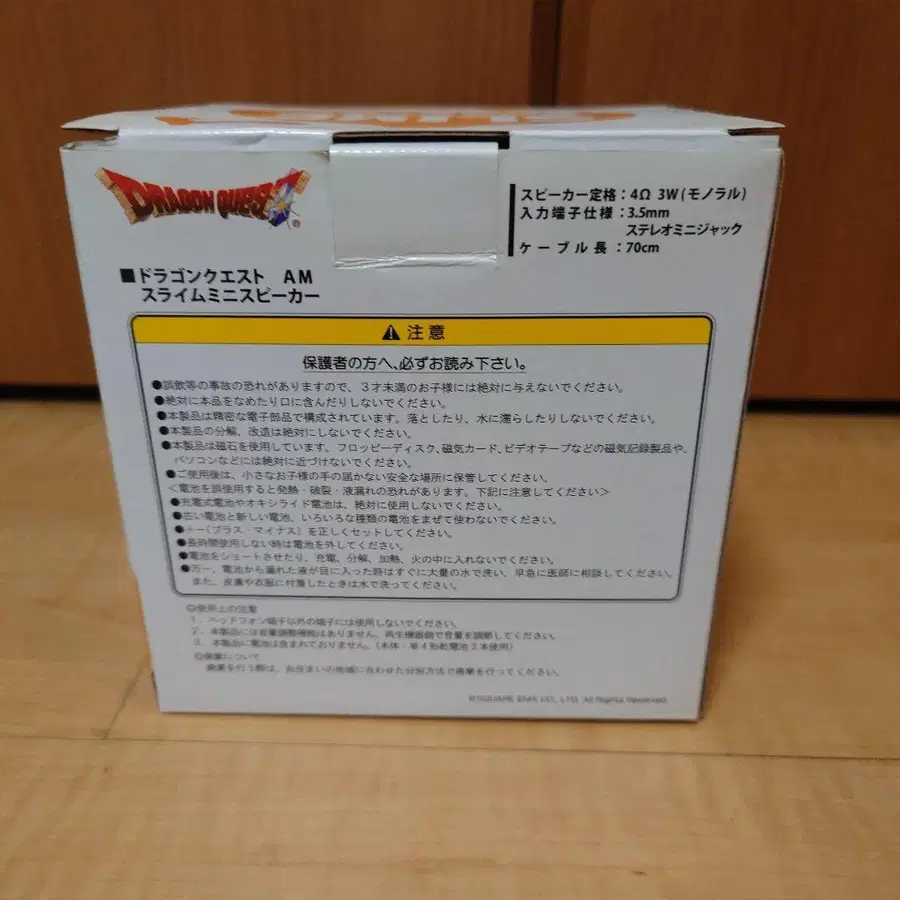 DRAGON QUEST
スピーカー定格：4Ω 3W（モノラル）
入力端子仕様：3.5mm
ステレオミニジャック
ケーブル長：70cm
■ドラゴンクエスト AM
スライムミニスピーカー
注意
保護者の方へ、必ずお読み下さい。
●誤飲等の事故の恐れがありますので、３才未満のお子様には絶対に与えないでください。
●絶対に本品をなめたり口に含んだりしないでください。
●本製品は精密な電子部品で構成されています。落としたり、水に濡らしたりしないでください。
●本製品の分解、改造は絶対にしないでください。
●本製品は磁石を使用しています。フロッピーディスク、磁気カード、ビデオテープなどの磁気記録製品や、
パソコンなどには絶対に近づけないでください。
●ご使用後は、小さなお子様の手の届かない安全な場所に保管してください。
＜電池を誤使用すると発熱・破裂・液漏れの恐れがあります。下記に注意してください＞
●充電式電池やオキシライド電池は、絶対に使用しないでください。
●古い電池と新しい電池、いろいろな種類の電池をまぜて使わないでください。
●＋－（プラス・マイナス）を正しくセットしてください。
●長時間使用しない時は電池を外してください。
●電池をショートさせたり、充電、分解、加熱、火の中に入れないでください。
●万一、電池から漏れた液が目に入った時はすぐに大量の水で洗い、早急に医師に相談してください。
また、皮膚や衣服に付着したときは水で洗ってください。
◎使用上の注意
1．ヘッドフォン端子以外の端子には使用しないでください。
2．本製品には音量調整機能はありません。再生機器側で音量を調節してください。
3．本製品に電池は含まれておりません。（本体：単４乾電池３本使用）
◎廃棄について
廃棄を行う際は、お住まいの地域に合わせた分別方法で廃棄を行ってください。
©SQUARE ENIX CO., LTD. All Rights Reserved.